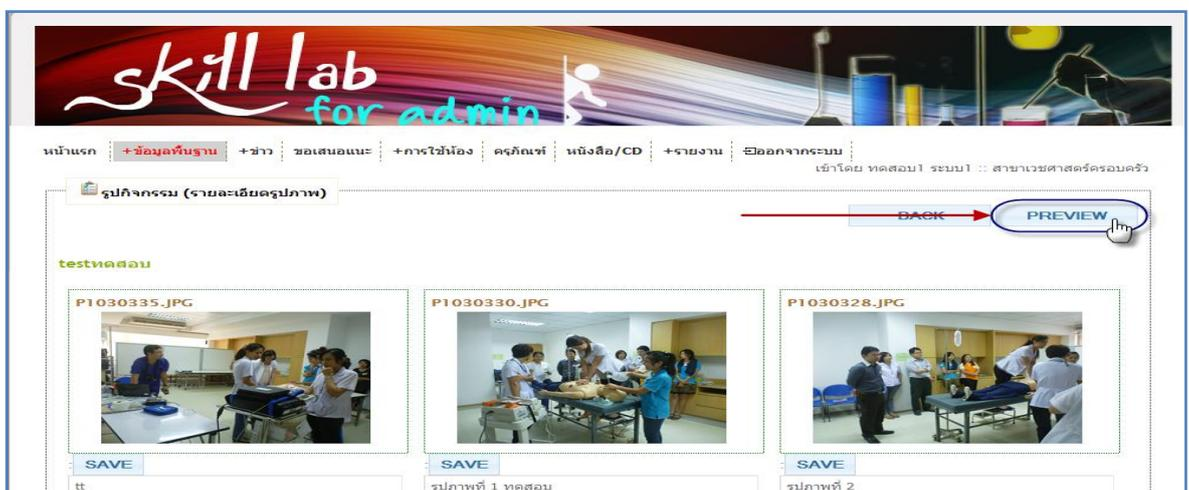 skill lab
for admin
หน้าแรก +ข้อมูลพื้นฐาน +ข่าว ขอเสนอแนะ +การใช้ห้อง ครุภัณฑ์ หนังสือ/CD +รายงาน ออกจากระบบ
เข้าโดย ทดสอบ1 ระบบ1 :: สาขาเวชศาสตร์ครอบครัว
รูปกิจกรรม (รายละเอียดรูปภาพ)
BACK PREVIEW
testทดสอบ
P1030335.JPG P1030330.JPG P1030328.JPG
: SAVE : SAVE : SAVE
tt รูปภาพที่ 1 ทดสอบ รูปภาพที่ 2